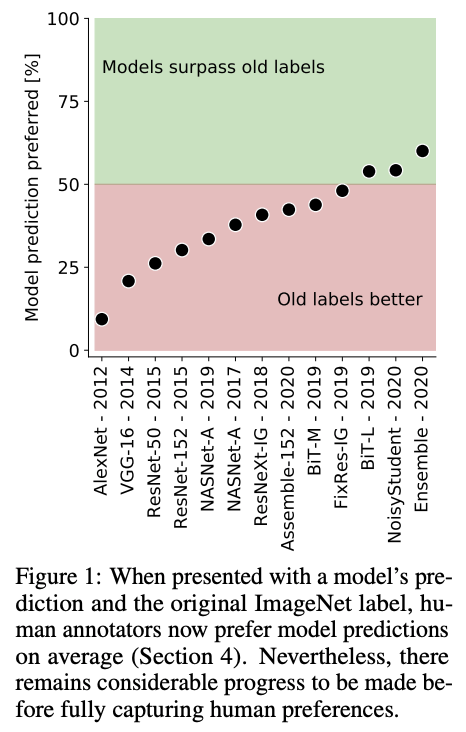 100
Models surpass old labels
75
50
25
Old labels better
0
Model prediction preferred [%]
AlexNet - 2012
VGG-16 - 2014
ResNet-50 - 2015
ResNet-152 - 2015
NASNet-A - 2019
NASNet-A - 2017
ResNeXt-IG - 2018
Assemble-152 - 2020
BiT-M - 2019
FixRes-IG - 2019
BiT-L - 2019
NoisyStudent - 2020
Ensemble - 2020
Figure 1: When presented with a model's pre-
diction and the original ImageNet label, hu-
man annotators now prefer model predictions
on average (Section 4). Nevertheless, there
remains considerable progress to be made be-
fore fully capturing human preferences.